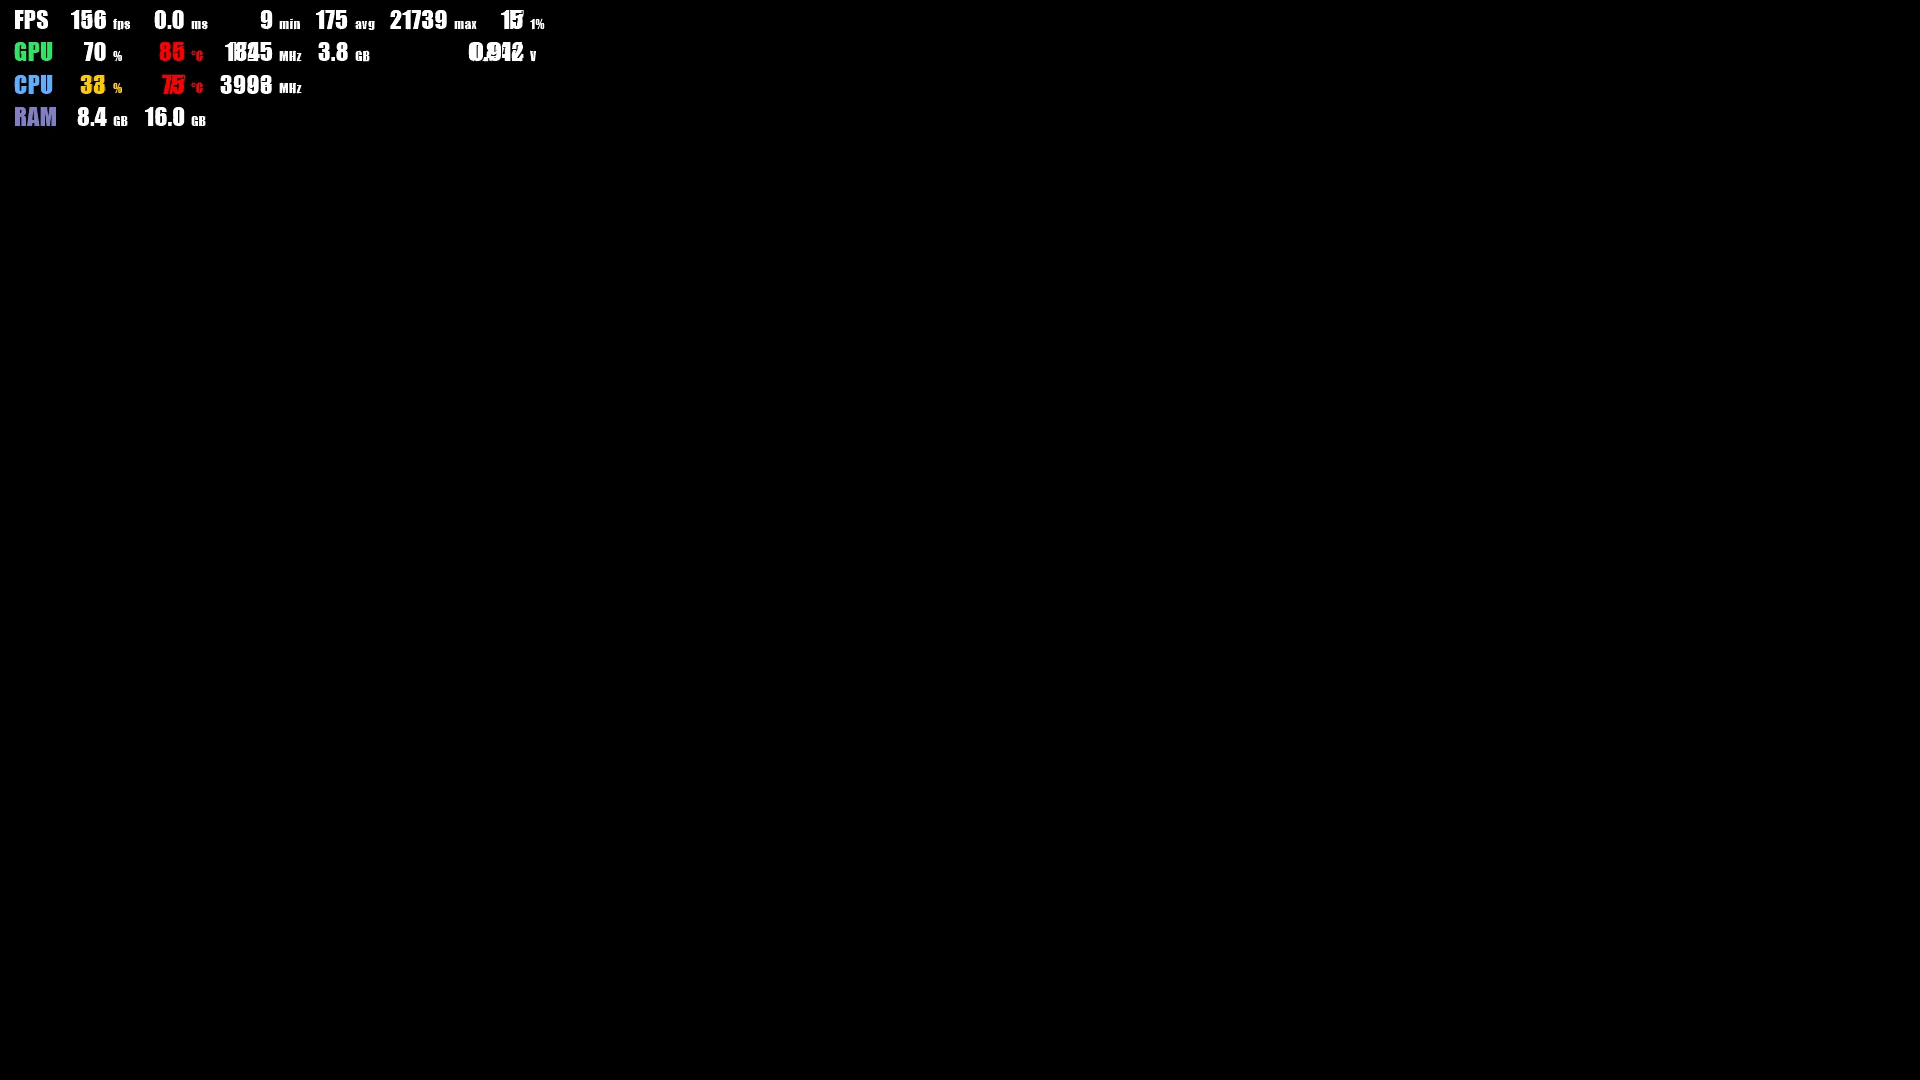 FPS 156 fps 0.0 ms 9 min 175 avg 21739 max 1%
GPU 70 % 85 °C MHz 3.8 GB V
CPU % °C MHz
RAM 8.4 GB 16.0 GB